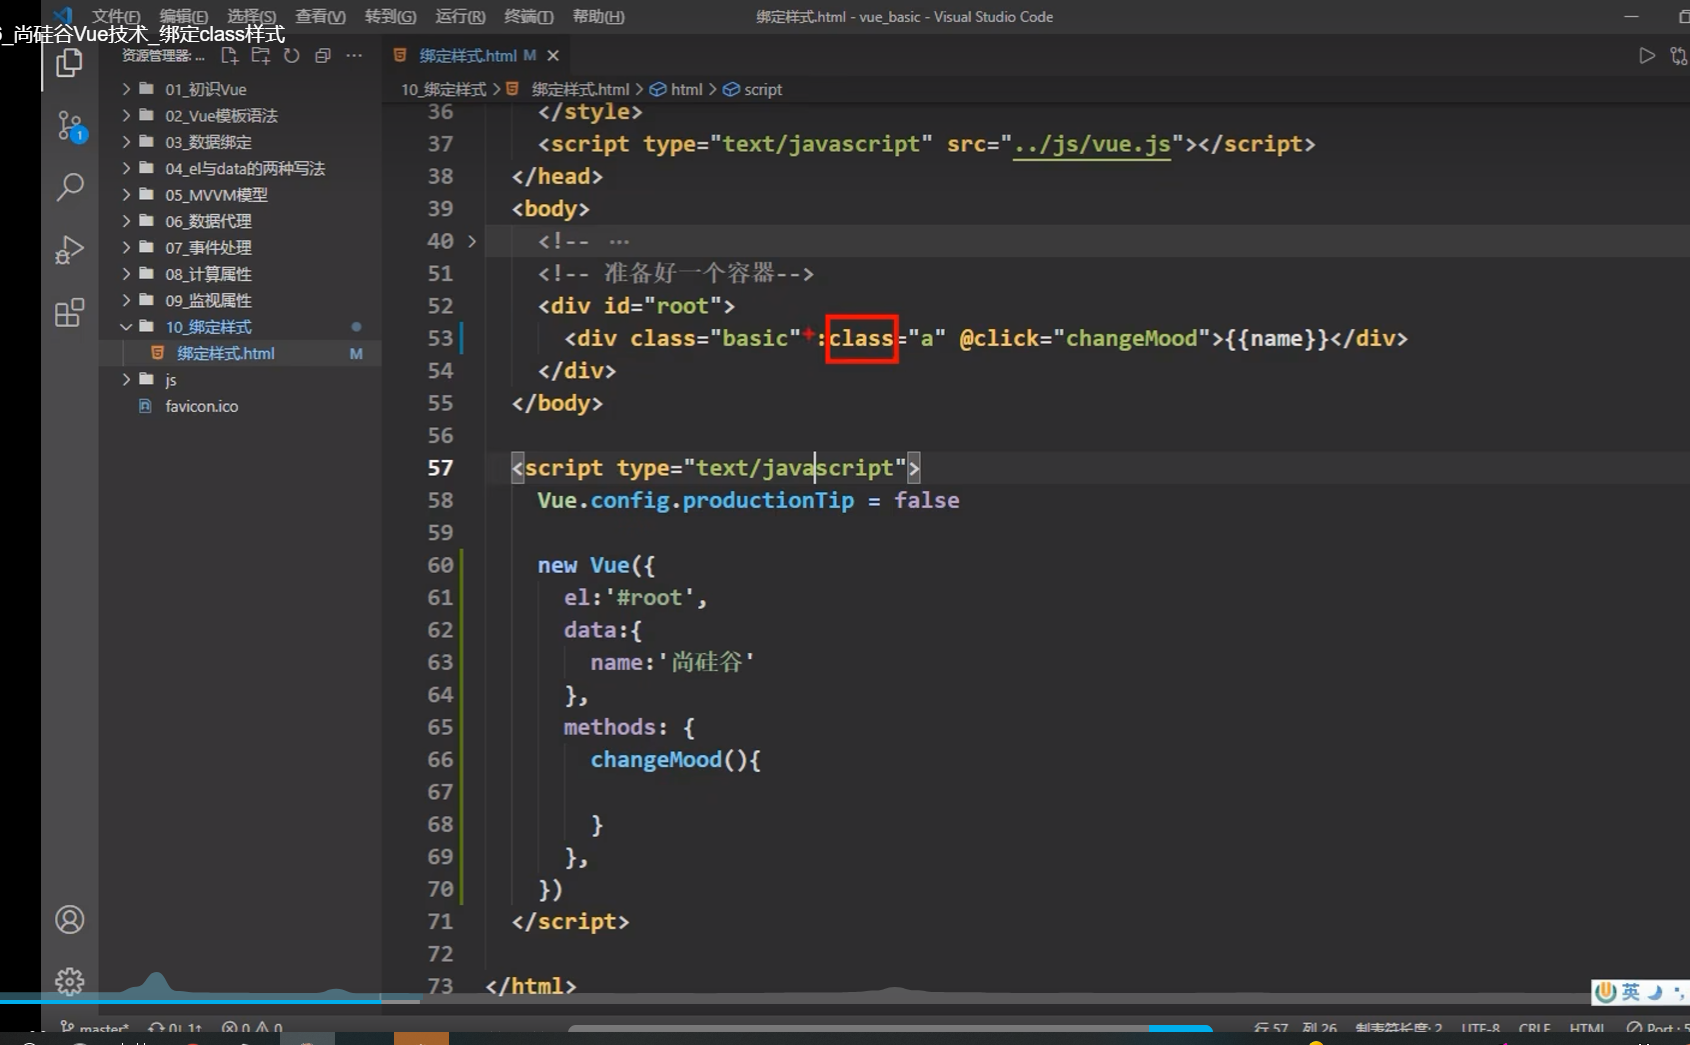 文件(F) 编辑(E) 选择(S) 查看(V) 转到(G) 运行(R) 终端(T) 帮助(H) 绑定样式.html - vue_basic - Visual Studio Code
_尚硅谷Vue技术_绑定class样式
资源管理器: ...
绑定样式.html M
01_初识Vue
02_Vue模板语法
03_数据绑定
04_el与data的两种写法
05_MVVM模型
06_数据代理
07_事件处理
08_计算属性
09_监视属性
10_绑定样式
绑定样式.html M
js
favicon.ico
1
10_绑定样式 > 绑定样式.html > html > script
36 </style>
37 <script type="text/javascript" src="../js/vue.js"></script>
38 </head>
39 <body>
40 <!-- ...
51 <!-- 准备好一个容器-->
52 <div id="root">
53 <div class="basic" :class="a" @click="changeMood">{{name}}</div>
54 </div>
55 </body>
56
57 <script type="text/javascript">
58 Vue.config.productionTip = false
59
60 new Vue({
61 el:'#root',
62 data:{
63 name:'尚硅谷'
64 },
65 methods: {
66 changeMood(){
67
68 }
69 },
70 })
71 </script>
72
73 </html>
英
master* 0↓ 1↑ 0 0 行 57, 列 26 制表符长度: 2 UTF-8 CRLF HTML Port : 5